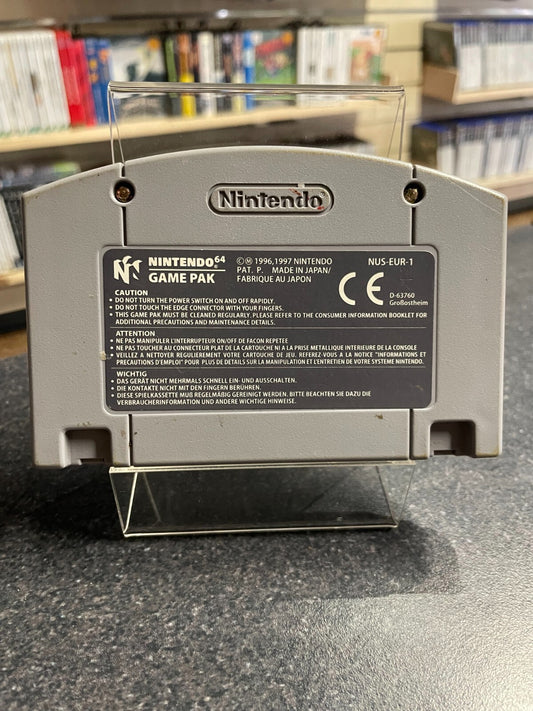 Nintendo
NINTENDO 64
GAME PAK
©Ⓜ 1996,1997 NINTENDO
PAT. P. MADE IN JAPAN/
FABRIQUE AU JAPON
NUS-EUR-1
CE
D-63760
Großostheim
CAUTION
• DO NOT TURN THE POWER SWITCH ON AND OFF RAPIDLY.
• DO NOT TOUCH THE EDGE CONNECTOR WITH YOUR FINGERS.
• THIS GAME PAK MUST BE CLEANED REGULARLY. PLEASE REFER TO THE CONSUMER INFORMATION BOOKLET FOR
ADDITIONAL PRECAUTIONS AND MAINTENANCE DETAILS.
ATTENTION
• NE PAS MANIPULER L'INTERRUPTEUR ON/OFF DE FACON REPETEE
• NE PAS TOUCHER AU CONNECTEUR PLAT DE LA CARTOUCHE NI A LA PRISE METALLIQUE INTERIEURE DE LA CONSOLE
• VEILLEZ A NETTOYER REGULIEREMENT VOTRE CARTOUCHE DE JEU. REFEREZ VOUS A LA NOTICE "INFORMATIONS ET
PRECAUTIONS D'EMPLOI" POUR PLUS DE DETAILS SUR LA MANIPULATION ET L'ENTRETIEN DE VOTRE SYSTEME NINTENDO.
WICHTIG
• DAS GERÄT NICHT MEHRMALS SCHNELL EIN- UND AUSSCHALTEN.
• DIE KONTAKTE NICHT MIT DEN FINGERN BERÜHREN.
• DIESE SPIELKASSETTE MUß REGELMÄßIG GEREINIGT WERDEN. BITTE BEACHTEN SIE DAZU DIE
VERBRAUCHERINFORMATION UND ANDERE WICHTIGE HINWEISE.